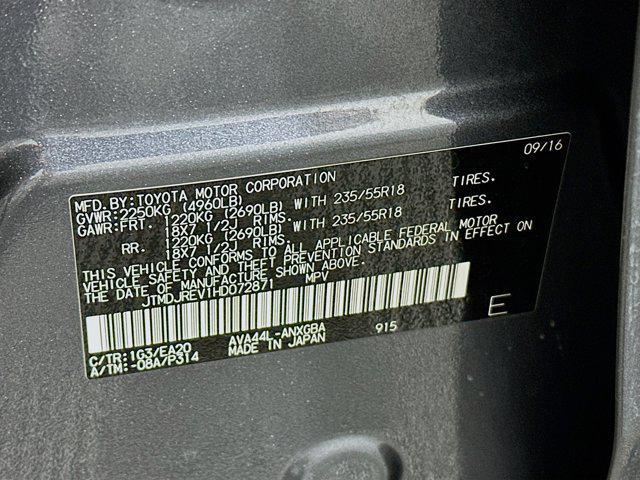 09/16
MFD.BY:TOYOTA MOTOR CORPORATION
GVWR:2250KG (4960LB)
GAWR:FRT. 1220KG (2690LB) WITH 235/55R18 TIRES.
18X7 1/2J RIMS.
RR. 1220KG (2690LB) WITH 235/55R18 TIRES.
18X7 1/2J RIMS.
THIS VEHICLE CONFORMS TO ALL APPLICABLE FEDERAL MOTOR
VEHICLE SAFETY AND THEFT PREVENTION STANDARDS IN EFFECT ON
THE DATE OF MANUFACTURE SHOWN ABOVE.
JTMDJREV1HD072871 MPV
E
C/TR:1G3/EA20 AVA44L-ANXGBA 915
A/TM:-08A/P314 MADE IN JAPAN